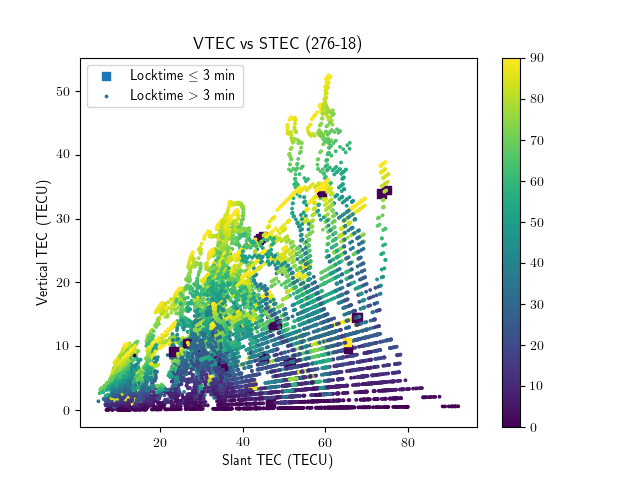 VTEC vs STEC (276-18)
Locktime ≤ 3 min
Locktime > 3 min
Vertical TEC (TECU)
50
40
30
20
10
0
20 40 60 80
Slant TEC (TECU)
90
80
70
60
50
40
30
20
10
0